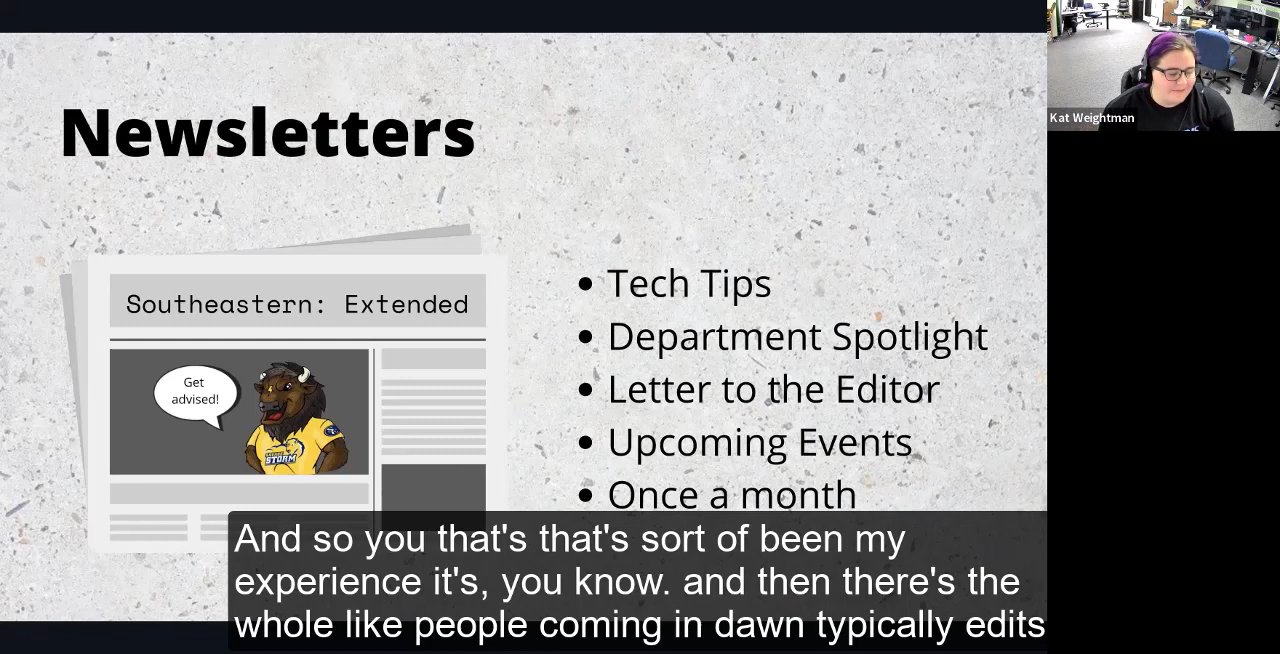 Newsletters
Kat Weightman
Southeastern: Extended
Get
advised!
STORM
Tech Tips
Department Spotlight
Letter to the Editor
Upcoming Events
Once a month
And so you that's that's sort of been my
experience it's, you know. and then there's the
whole like people coming in dawn typically edits